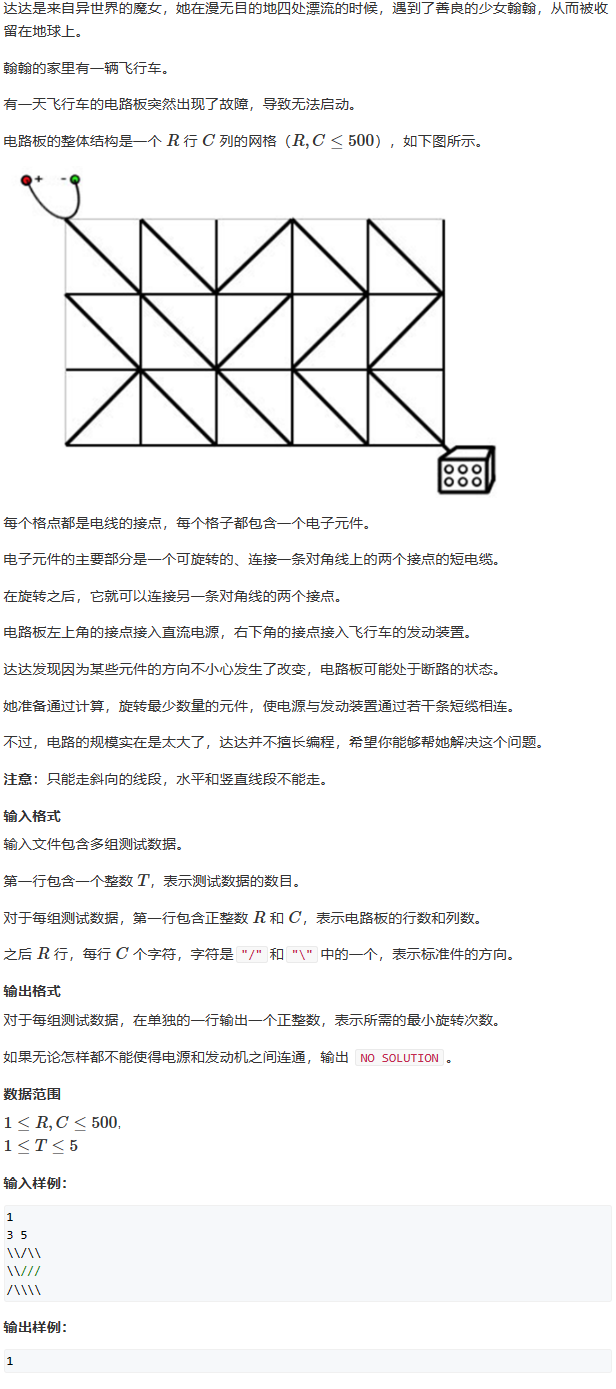 达达是来自异世界的魔女，她在漫无目的地四处漂流的时候，遇到了善良的少女翰翰，从而被收
留在地球上。
翰翰的家里有一辆飞行车。
有一天飞行车的电路板突然出现了故障，导致无法启动。
电路板的整体结构是一个 R 行 C 列的网格（R, C ≤ 500），如下图所示。
+ -
每个格点都是电线的接点，每个格子都包含一个电子元件。
电子元件的主要部分是一个可旋转的、连接一条对角线上的两个接点的短电缆。
在旋转之后，它就可以连接另一条对角线的两个接点。
电路板左上角的接点接入直流电源，右下角的接点接入飞行车的发动装置。
达达发现因为某些元件的方向不小心发生了改变，电路板可能处于断路的状态。
她准备通过计算，旋转最少数量的元件，使电源与发动装置通过若干条短缆相连。
不过，电路的规模实在是太大了，达达并不擅长编程，希望你能够帮她解决这个问题。
注意：只能走斜向的线段，水平和竖直线段不能走。
输入格式
输入文件包含多组测试数据。
第一行包含一个整数 T，表示测试数据的数目。
对于每组测试数据，第一行包含正整数 R 和 C，表示电路板的行数和列数。
之后 R 行，每行 C 个字符，字符是 "/" 和 "\" 中的一个，表示标准件的方向。
输出格式
对于每组测试数据，在单独的一行输出一个正整数，表示所需的最小旋转次数。
如果无论怎样都不能使得电源和发动机之间连通，输出 NO SOLUTION 。
数据范围
1 ≤ R, C ≤ 500,
1 ≤ T ≤ 5
输入样例：
1
3 5
\\/\\
\\///
/\\\\
输出样例：
1